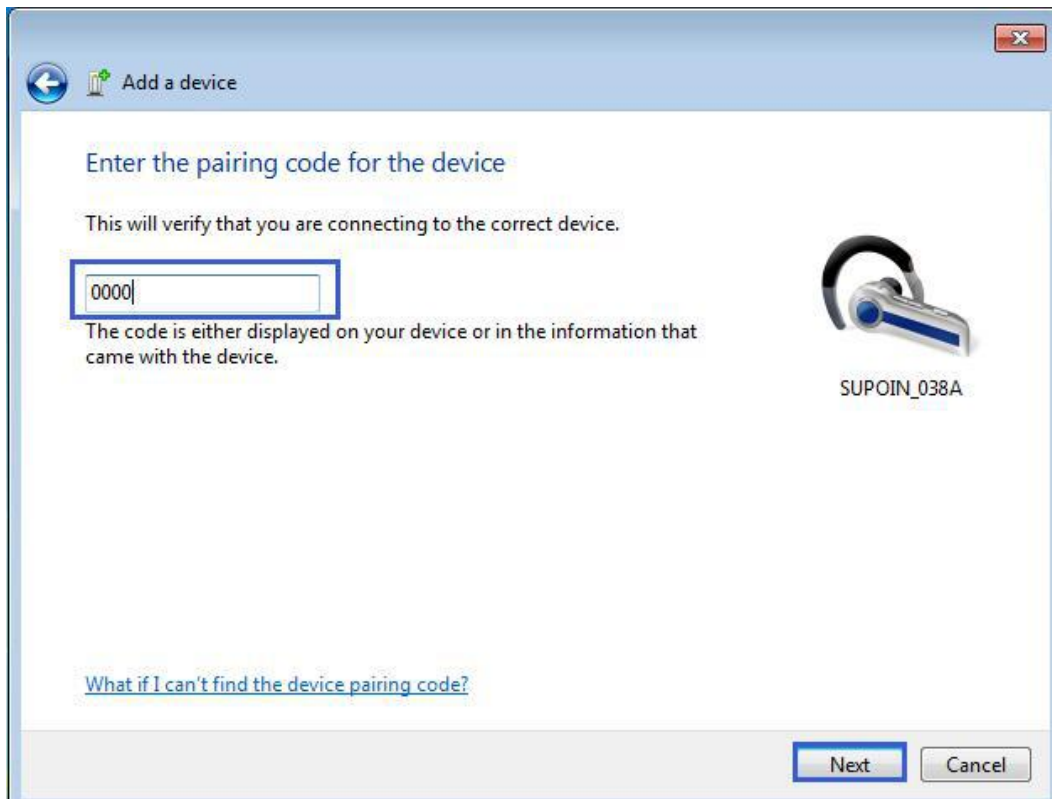 Add a device
Enter the pairing code for the device
This will verify that you are connecting to the correct device.
0000
The code is either displayed on your device or in the information that
came with the device.
SUPOIN_038A
What if I can't find the device pairing code?
Next
Cancel